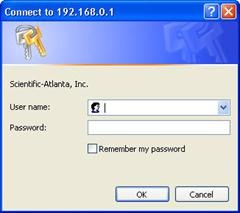 Connect to 192.168.0.1
Scientific-Atlanta, Inc.
User name:
Password:
Remember my password
OK
Cancel